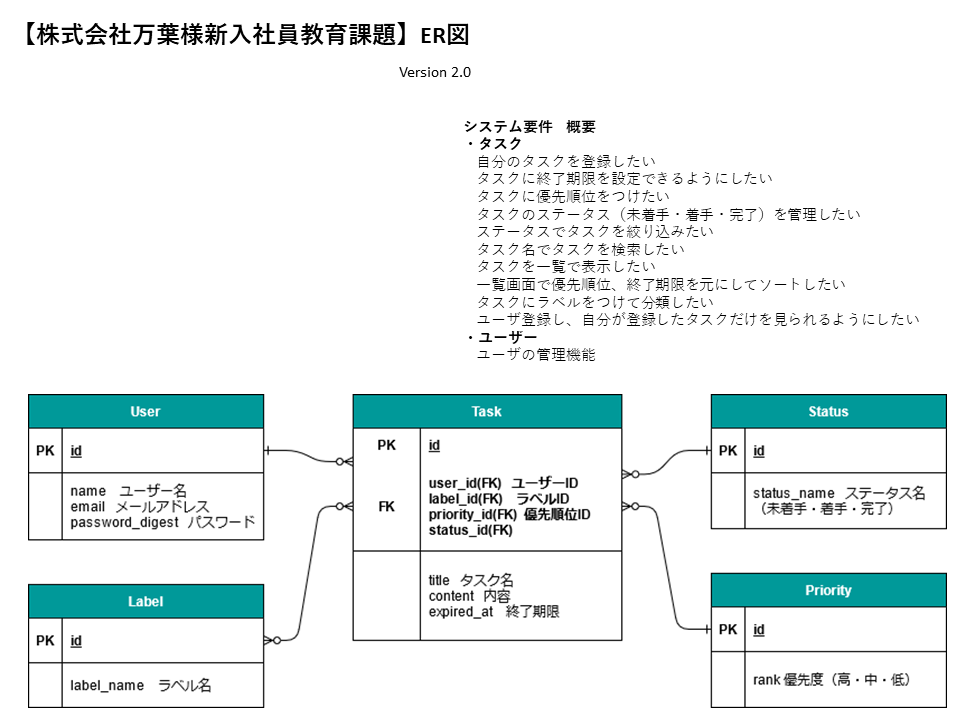 【株式会社万葉様新入社員教育課題】ER図
Version 2.0
システム要件　概要
・タスク
自分のタスクを登録したい
タスクに終了期限を設定できるようにしたい
タスクに優先順位をつけたい
タスクのステータス（未着手・着手・完了）を管理したい
ステータスでタスクを絞り込みたい
タスク名でタスクを検索したい
タスクを一覧で表示したい
一覧画面で優先順位、終了期限を元にしてソートしたい
タスクにラベルをつけて分類したい
ユーザ登録し、自分が登録したタスクだけを見られるようにしたい
・ユーザー
ユーザの管理機能
User
PK id
name ユーザー名
email メールアドレス
password_digest パスワード
Label
PK id
label_name ラベル名
Task
PK id
FK
user_id(FK) ユーザーID
label_id(FK) ラベルID
priority_id(FK) 優先順位ID
status_id(FK)
title タスク名
content 内容
expired_at 終了期限
Status
PK id
status_name ステータス名
（未着手・着手・完了）
Priority
PK id
rank 優先度（高・中・低）